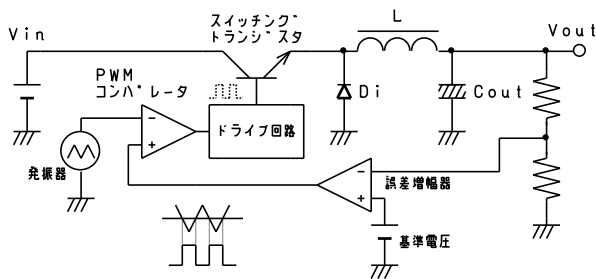 Vin
スイッチング
トランジスタ
L
Vout
PWM
コンパレータ
Di
Cout
−
+
ドライブ回路
発振器
−
+
誤差増幅器
基準電圧